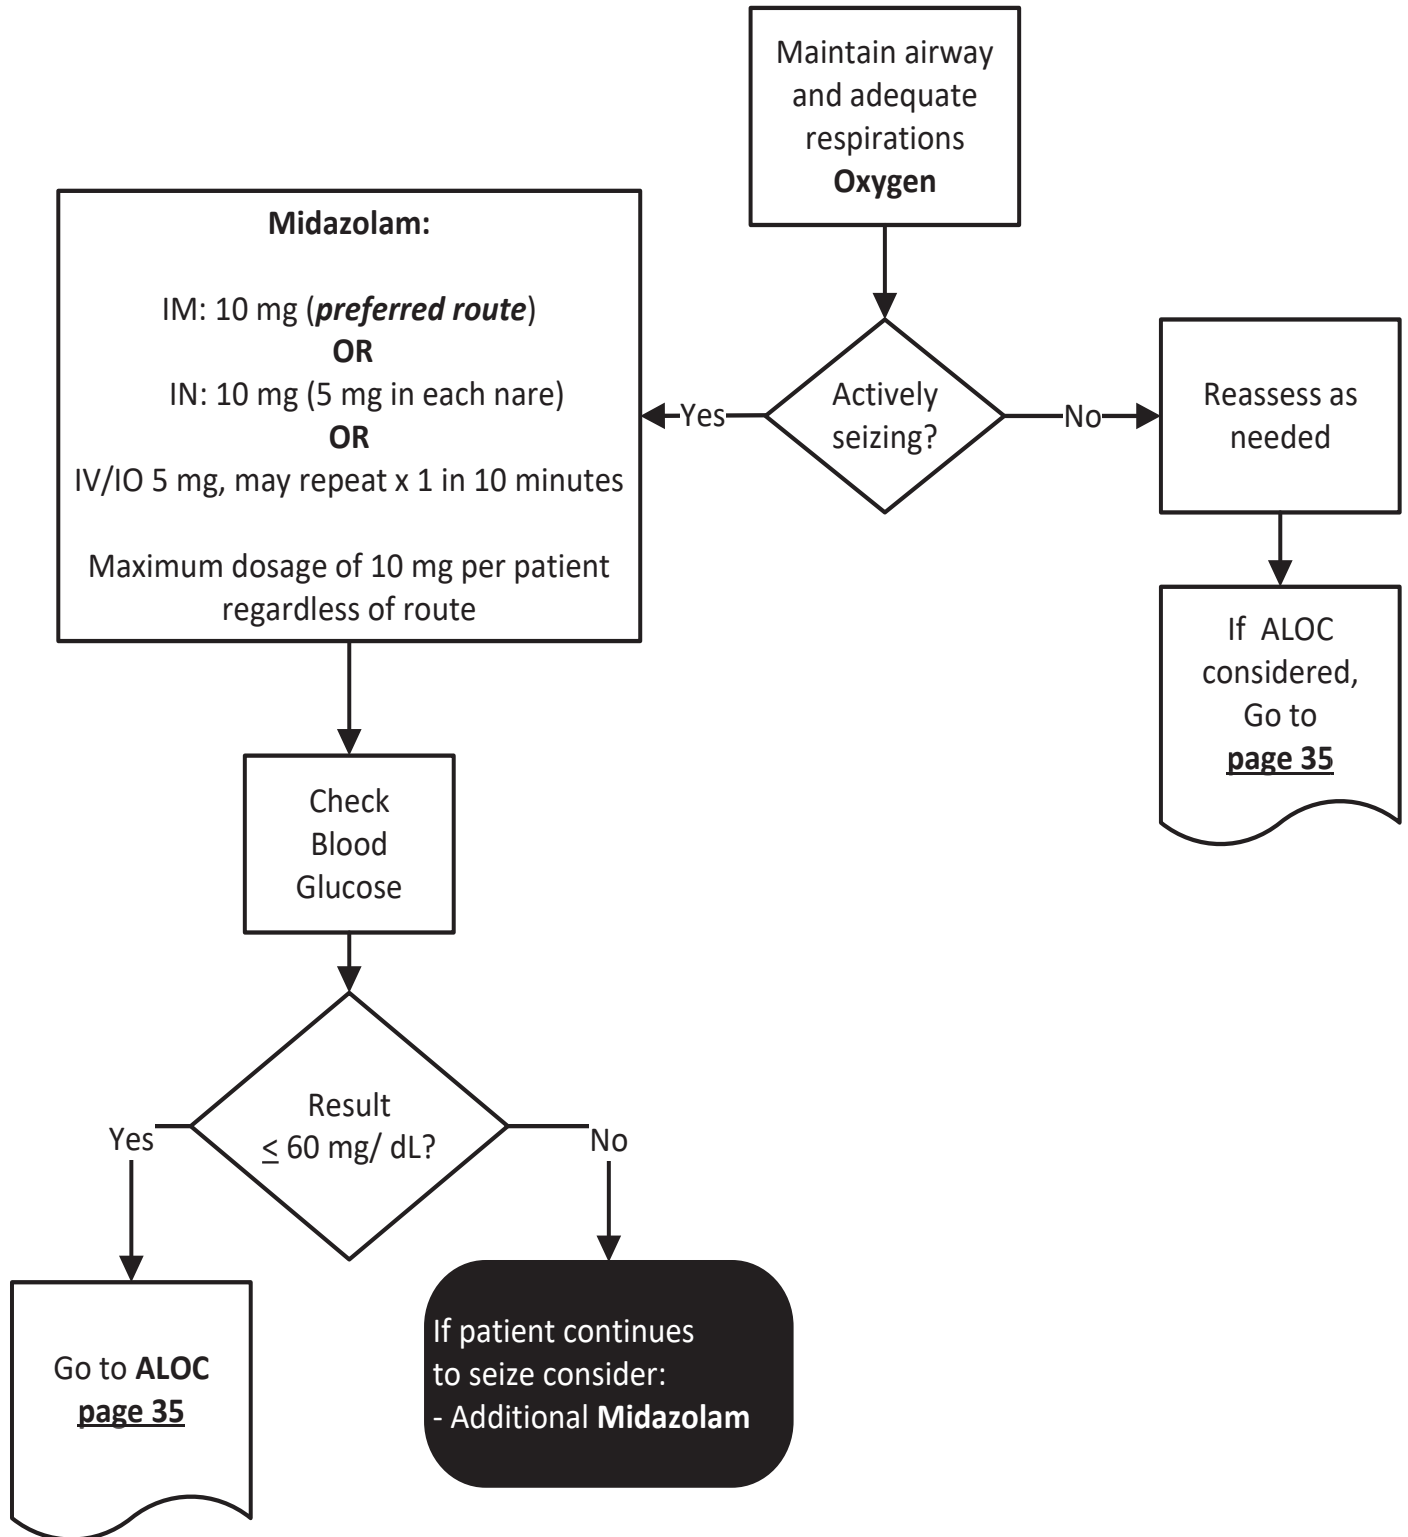 Maintain airway
and adequate
respirations
Oxygen
Midazolam:
IM: 10 mg (preferred route)
OR
IN: 10 mg (5 mg in each nare)
OR
IV/IO 5 mg, may repeat x 1 in 10 minutes
Maximum dosage of 10 mg per patient
regardless of route
Yes
Actively
seizing?
No
Reassess as
needed
If ALOC
considered,
Go to
page 35
Check
Blood
Glucose
Result
≤ 60 mg/ dL?
Yes
No
Go to ALOC
page 35
If patient continues
to seize consider:
- Additional Midazolam